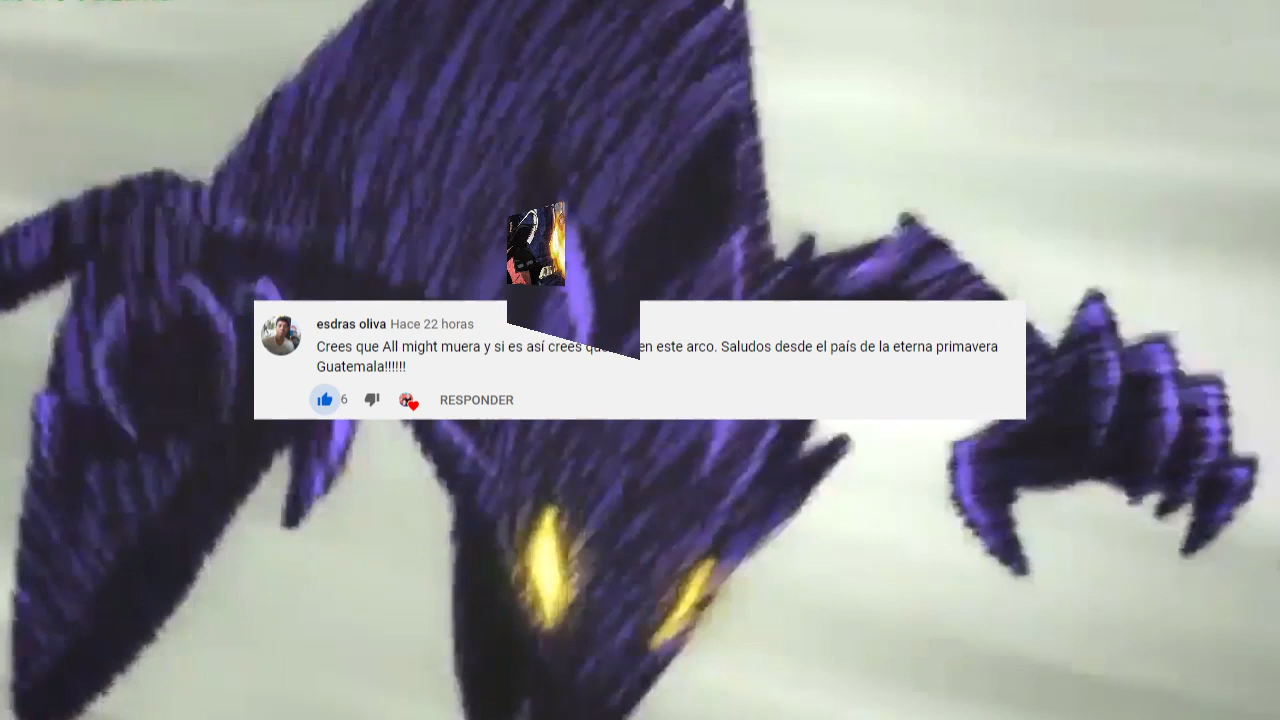 esdras oliva Hace 22 horas
Crees que All might muera y si es así crees en este arco. Saludos desde el país de la eterna primavera
Guatemala!!!!!!
6 RESPONDER